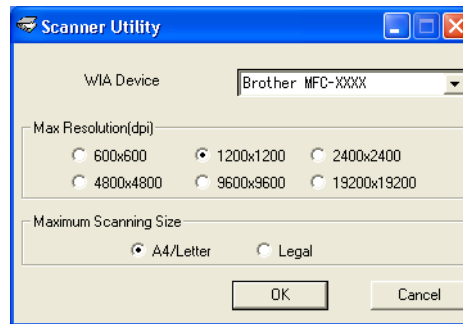 Scanner Utility
WIA Device Brother MFC-XXXX
Max Resolution(dpi)
600x600 1200x1200 2400x2400
4800x4800 9600x9600 19200x19200
Maximum Scanning Size
A4/Letter Legal
OK Cancel